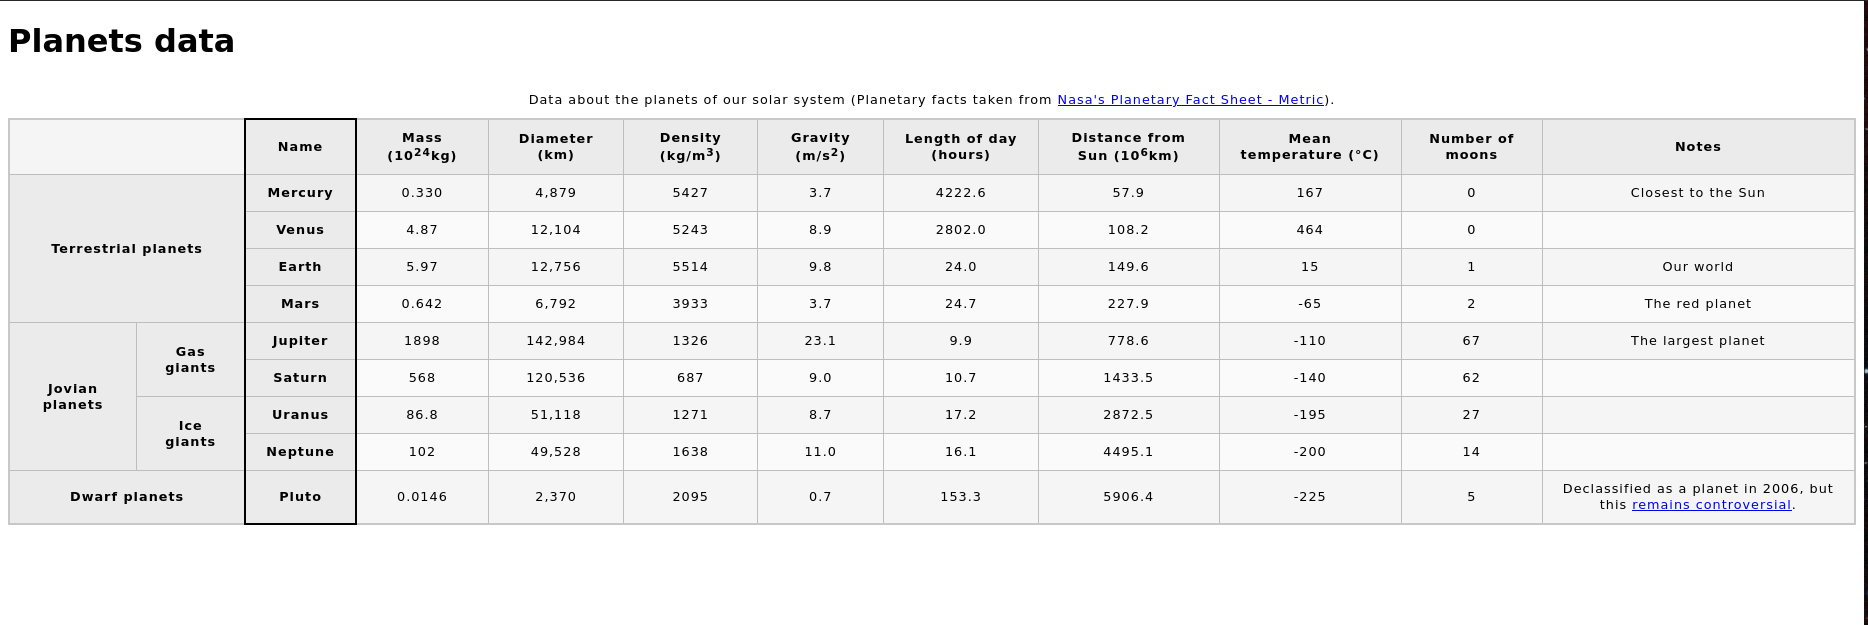 Planets data
Data about the planets of our solar system (Planetary facts taken from Nasa's Planetary Fact Sheet - Metric).
Name Mass (10²⁴kg) Diameter (km) Density (kg/m³) Gravity (m/s²) Length of day (hours) Distance from Sun (10⁶km) Mean temperature (°C) Number of moons Notes
Terrestrial planets
Mercury 0.330 4,879 5427 3.7 4222.6 57.9 167 0 Closest to the Sun
Venus 4.87 12,104 5243 8.9 2802.0 108.2 464 0
Earth 5.97 12,756 5514 9.8 24.0 149.6 15 1 Our world
Mars 0.642 6,792 3933 3.7 24.7 227.9 -65 2 The red planet
Jovian planets
Gas giants
Jupiter 1898 142,984 1326 23.1 9.9 778.6 -110 67 The largest planet
Saturn 568 120,536 687 9.0 10.7 1433.5 -140 62
Ice giants
Uranus 86.8 51,118 1271 8.7 17.2 2872.5 -195 27
Neptune 102 49,528 1638 11.0 16.1 4495.1 -200 14
Dwarf planets
Pluto 0.0146 2,370 2095 0.7 153.3 5906.4 -225 5 Declassified as a planet in 2006, but this remains controversial.